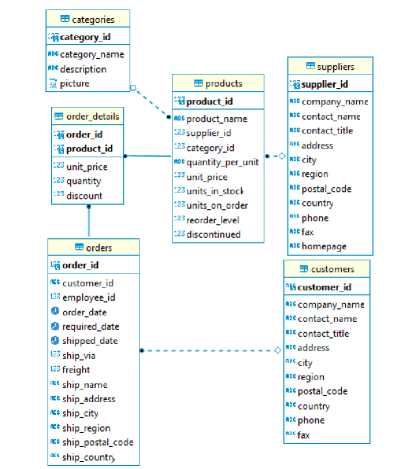 categories
category_id
category_name
description
picture
products
product_id
product_name
supplier_id
category_id
quantity_per_unit
unit_price
units_in_stock
units_on_order
reorder_level
discontinued
suppliers
supplier_id
company_name
contact_name
contact_title
address
city
region
postal_code
country
phone
fax
homepage
order_details
order_id
product_id
unit_price
quantity
discount
orders
order_id
customer_id
employee_id
order_date
required_date
shipped_date
ship_via
freight
ship_name
ship_address
ship_city
ship_region
ship_postal_code
ship_country
customers
customer_id
company_name
contact_name
contact_title
address
city
region
postal_code
country
phone
fax